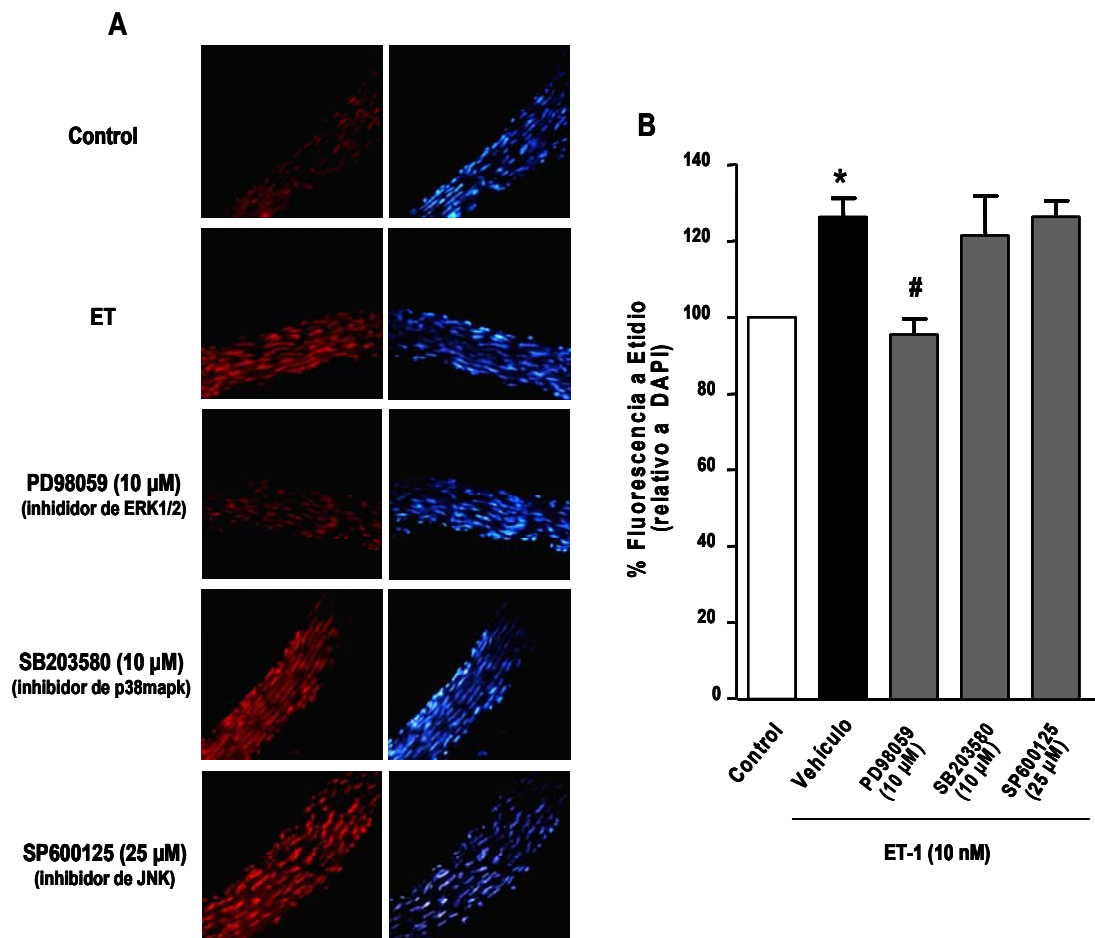 A
Control
ET
PD98059 (10 µM)
(inhididor de ERK1/2)
SB203580 (10 µM)
(inhibidor de p38mapk)
SP600125 (25 µM)
(inhibidor de JNK)
B
% Fluorescencia a Etidio
(relativo a DAPI)
140
120
100
80
60
40
20
0
*
#
Control
Vehículo
PD98059
(10 µM)
SB203580
(10 µM)
SP600125
(25 µM)
ET-1 (10 nM)